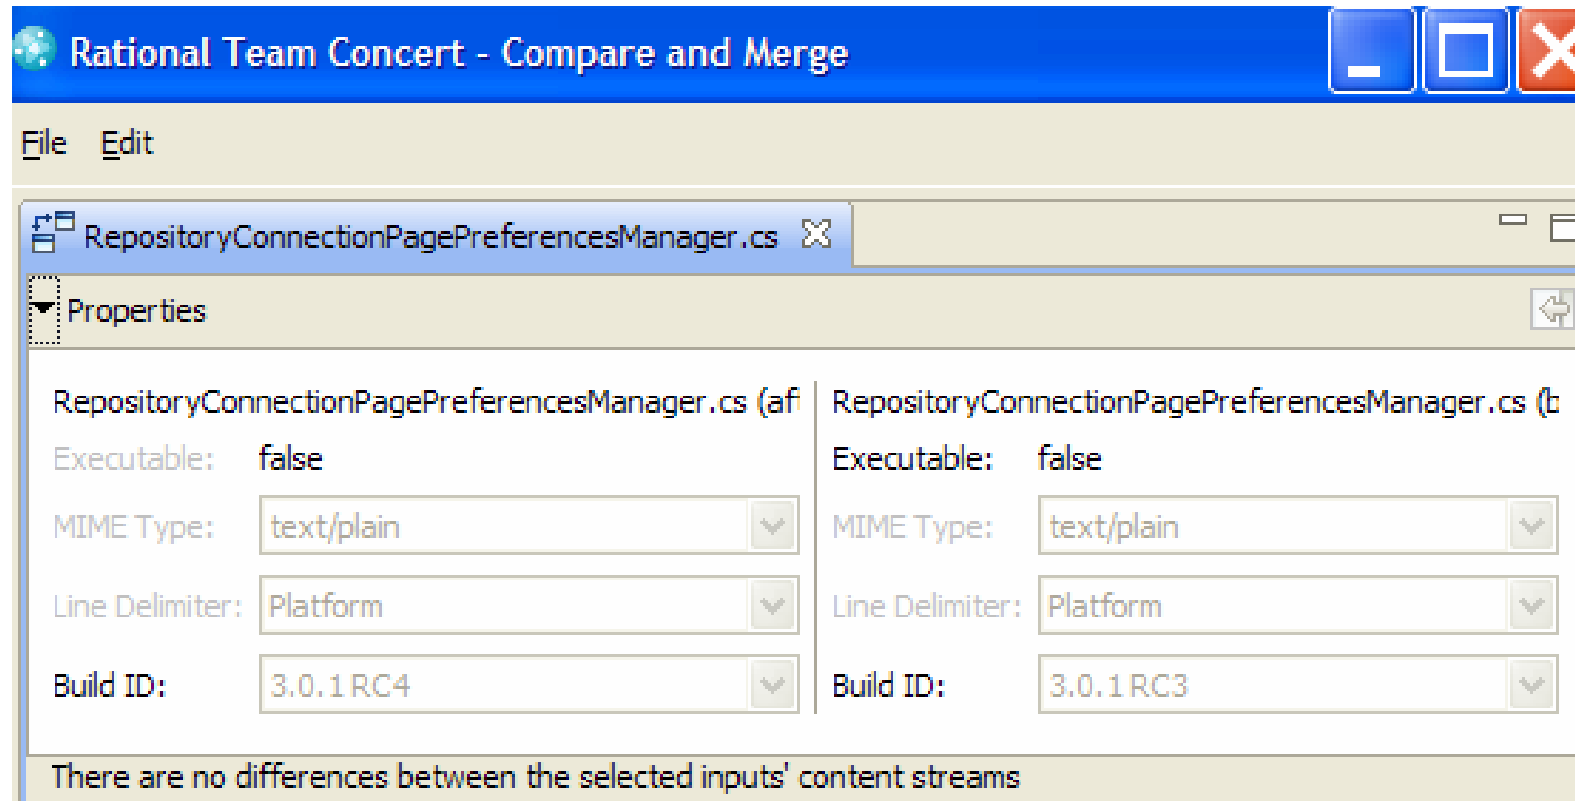 Rational Team Concert - Compare and Merge
File Edit
RepositoryConnectionPagePreferencesManager.cs
Properties
RepositoryConnectionPagePreferencesManager.cs (aft RepositoryConnectionPagePreferencesManager.cs (b
Executable: false Executable: false
MIME Type: text/plain MIME Type: text/plain
Line Delimiter: Platform Line Delimiter: Platform
Build ID: 3.0.1RC4 Build ID: 3.0.1RC3
There are no differences between the selected inputs' content streams